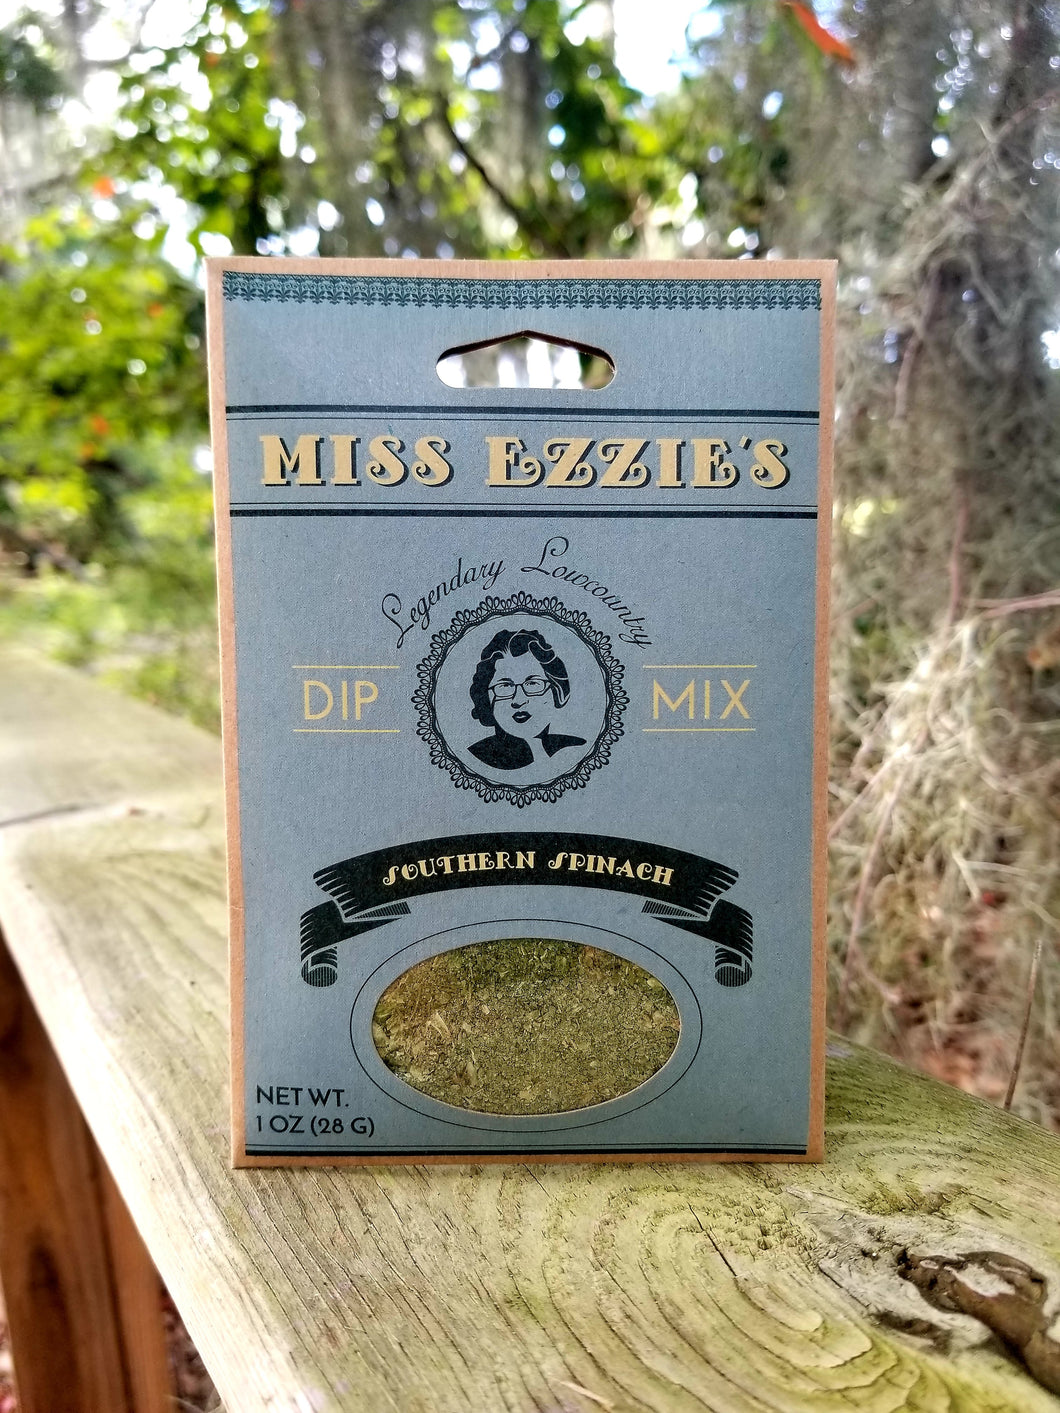 MISS EZZIE'S
Legendary Lowcountry
DIP MIX
SOUTHERN SPINACH
NET WT.
1 OZ (28 G)